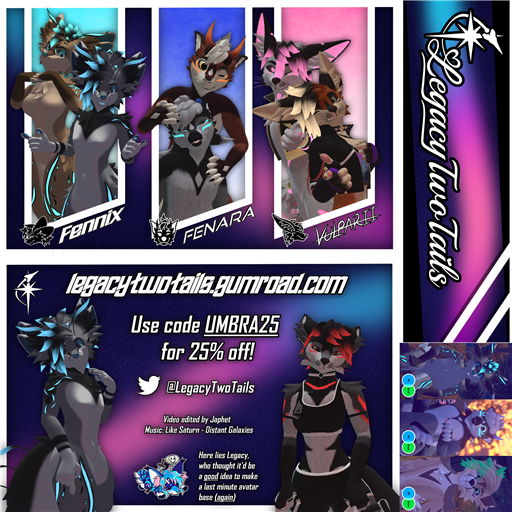 Fennix
FENARA
VULPARII
LegacyTwoTails
legacy-two-tails.gumroad.com
Use code UMBRA25
for 25% off!
@LegacyTwoTails
Video edited by Japhet
Music: Like Saturn - Distant Galaxies
Here lies Legacy,
who thought it'd be
a good idea to make
a last minute avatar
base (again)